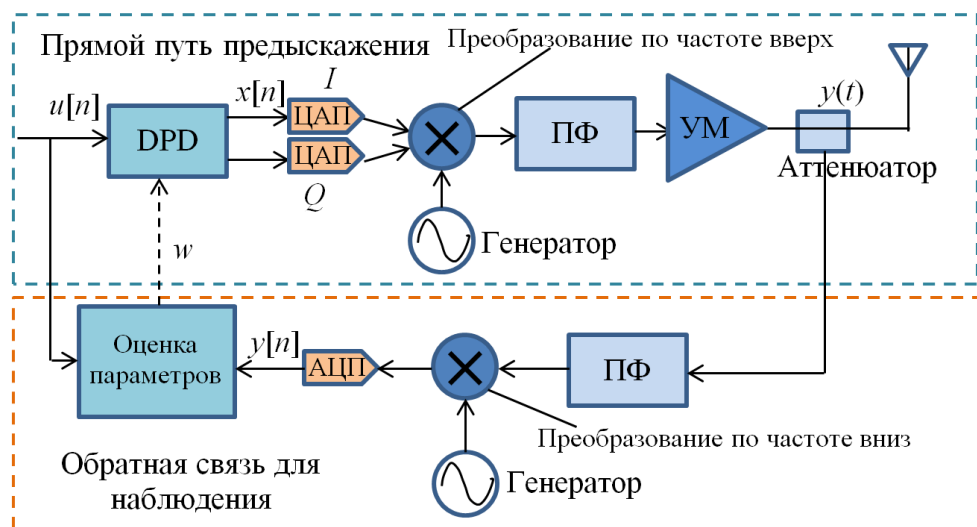 Прямой путь предыскажения
Преобразование по частоте вверх
u[n]
DPD
x[n]
I
ЦАП
ЦАП
Q
ПФ
УМ
y(t)
Аттенюатор
Генератор
w
Оценка
параметров
y[n]
АЦП
ПФ
Преобразование по частоте вниз
Генератор
Обратная связь для
наблюдения